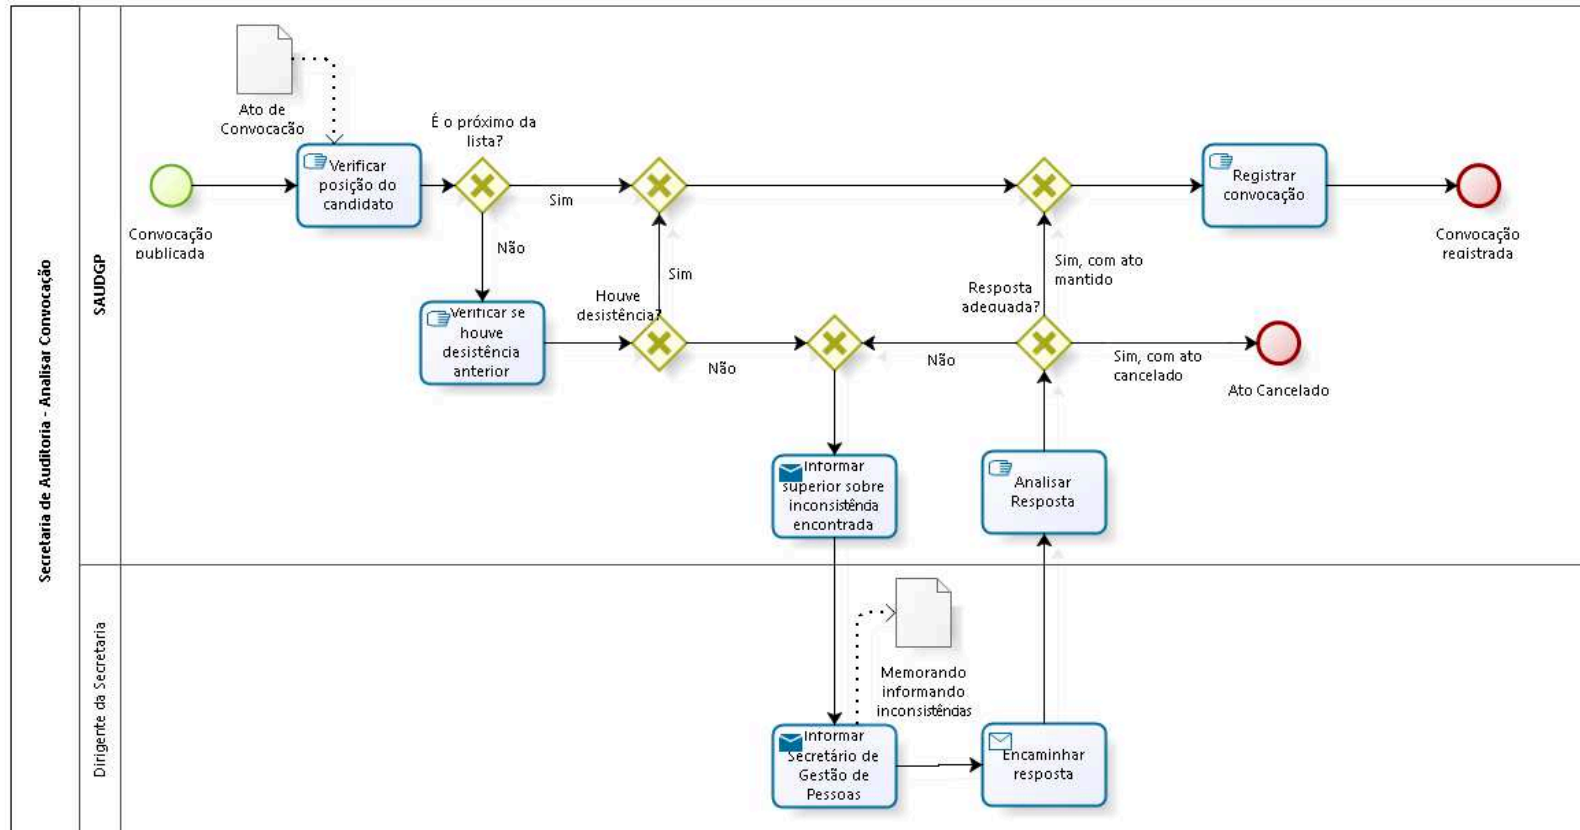 Secretaria de Auditoria - Analisar Convocação
SAUDGP
Ato de
Convocação
É o próximo da
lista?
Verificar
posição do
candidato
Sim
Registrar
convocação
Convocação
publicada
Não
Convocação
registrada
Sim
Sim, com ato
mantido
Houve
desistência?
Resposta
adequada?
Verificar se
houve
desistência
anterior
Não
Não
Sim, com ato
cancelado
Ato Cancelado
Informar
superior sobre
inconsistência
encontrada
Analisar
Resposta
Dirigente da Secretaria
Memorando
informando
inconsistências
Informar
Secretário de
Gestão de
Pessoas
Encaminhar
resposta